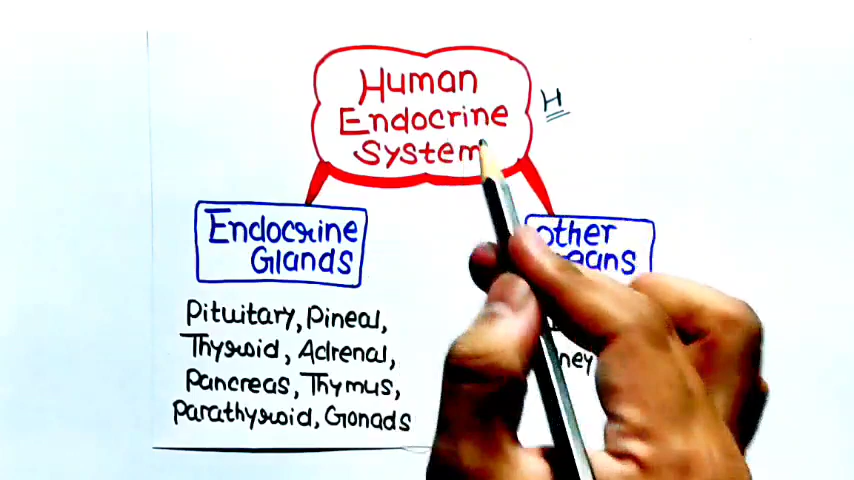 Human
Endocrine
System
H
Endocrine
Glands
other
Pituitary, Pineal,
Thyroid, Adrenal,
Pancreas, Thymus,
Parathyroid, Gonads